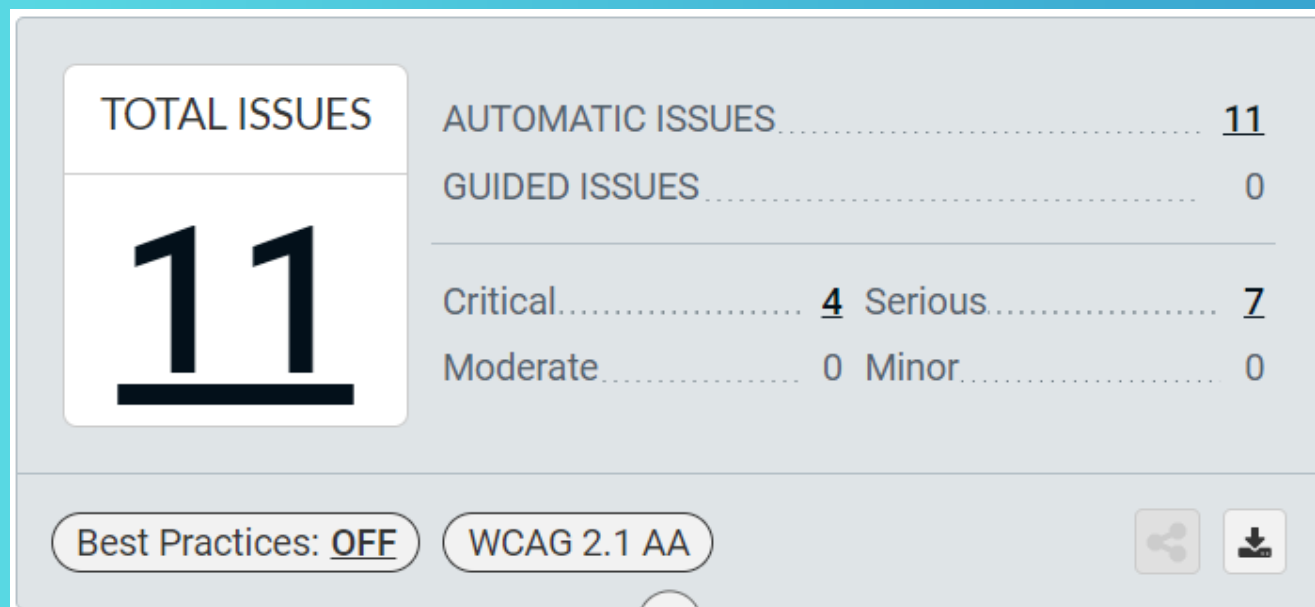 TOTAL ISSUES
11
AUTOMATIC ISSUES 11
GUIDED ISSUES 0
Critical 4 Serious 7
Moderate 0 Minor 0
Best Practices: OFF WCAG 2.1 AA